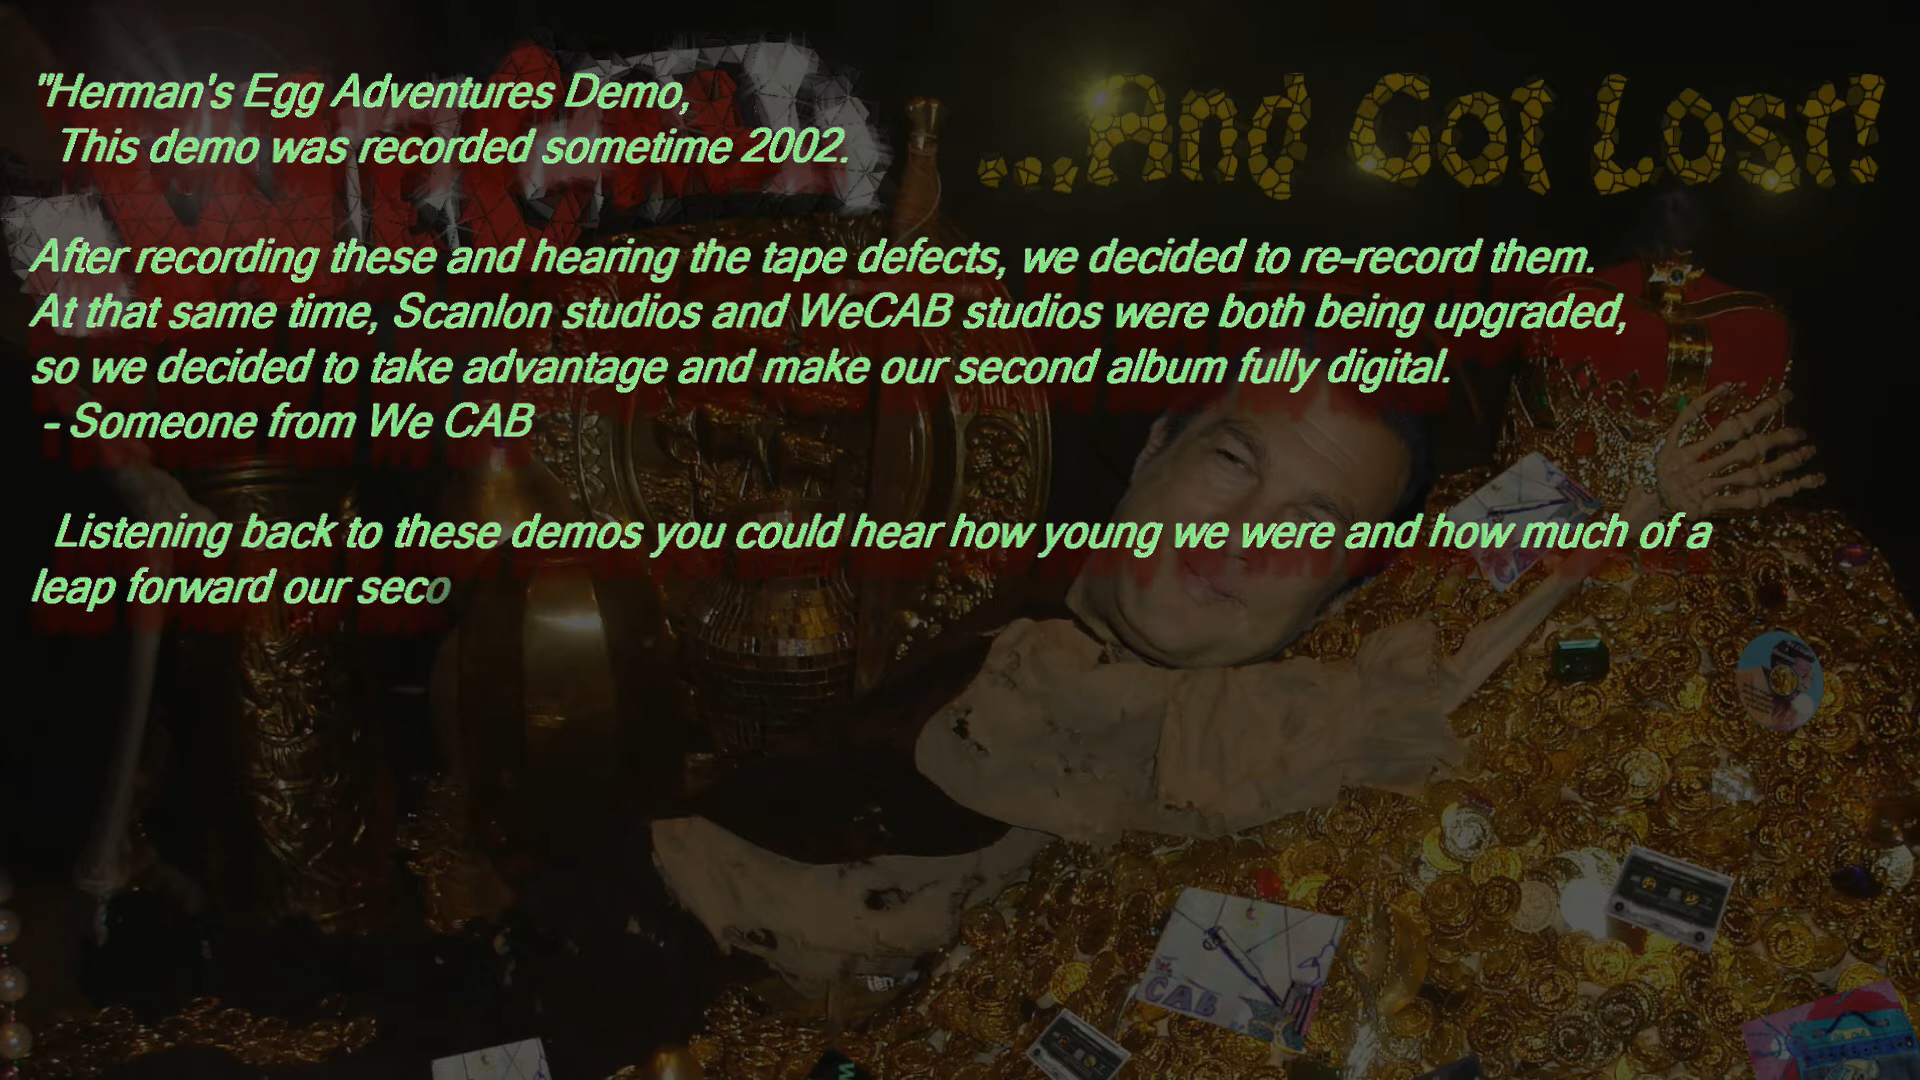 WeCAB
...And Got Lost!
"Herman's Egg Adventures Demo,
This demo was recorded sometime 2002.
After recording these and hearing the tape defects, we decided to re-record them.
At that same time, Scanlon studios and WeCAB studios were both being upgraded,
so we decided to take advantage and make our second album fully digital.
- Someone from We CAB
Listening back to these demos you could hear how young we were and how much of a
leap forward our seco
CAB